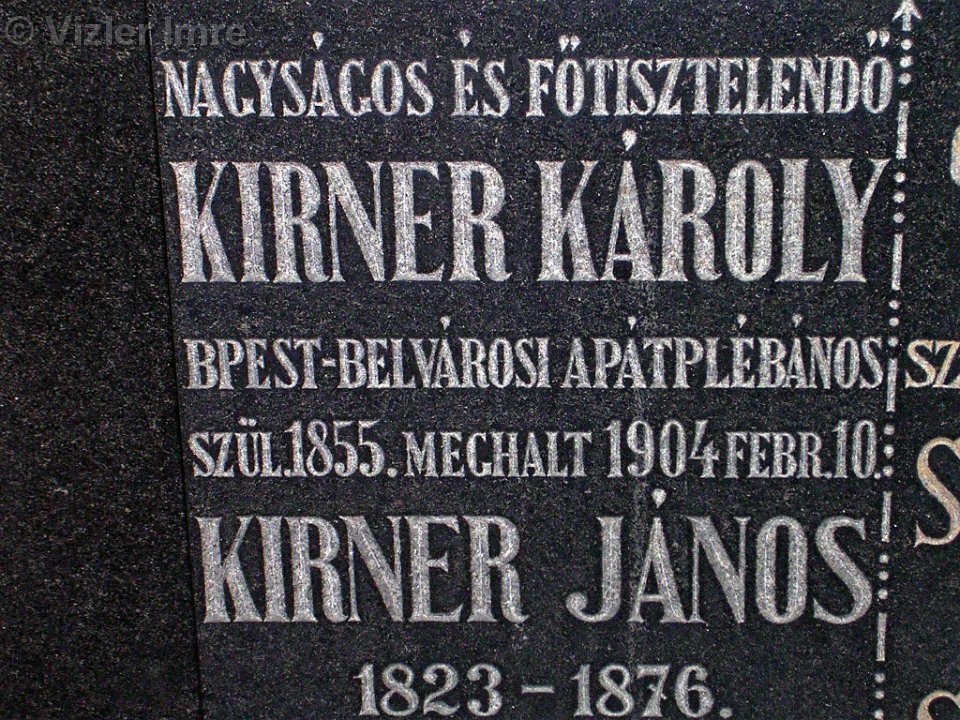 © Vizler Imre
NAGYSÁGOS ÉS FŐTISZTELENDŐ
KIRNER KÁROLY
BPEST-BELVÁROSI APÁTPLÉBÁNOS
SZÜL.1855. MEGHALT 1904 FEBR.10.
KIRNER JÁNOS
1823 – 1876.